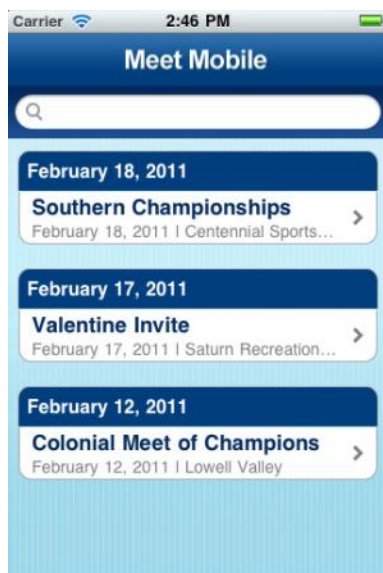 Carrier 2:46 PM
Meet Mobile
February 18, 2011
Southern Championships
February 18, 2011 | Centennial Sports...
February 17, 2011
Valentine Invite
February 17, 2011 | Saturn Recreation...
February 12, 2011
Colonial Meet of Champions
February 12, 2011 | Lowell Valley